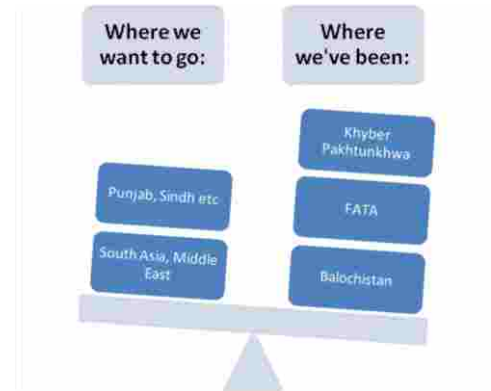 Where we
want to go:
Where
we've been:
Khyber
Pakhtunkhwa
Punjab, Sindh etc
FATA
South Asia, Middle
East
Balochistan